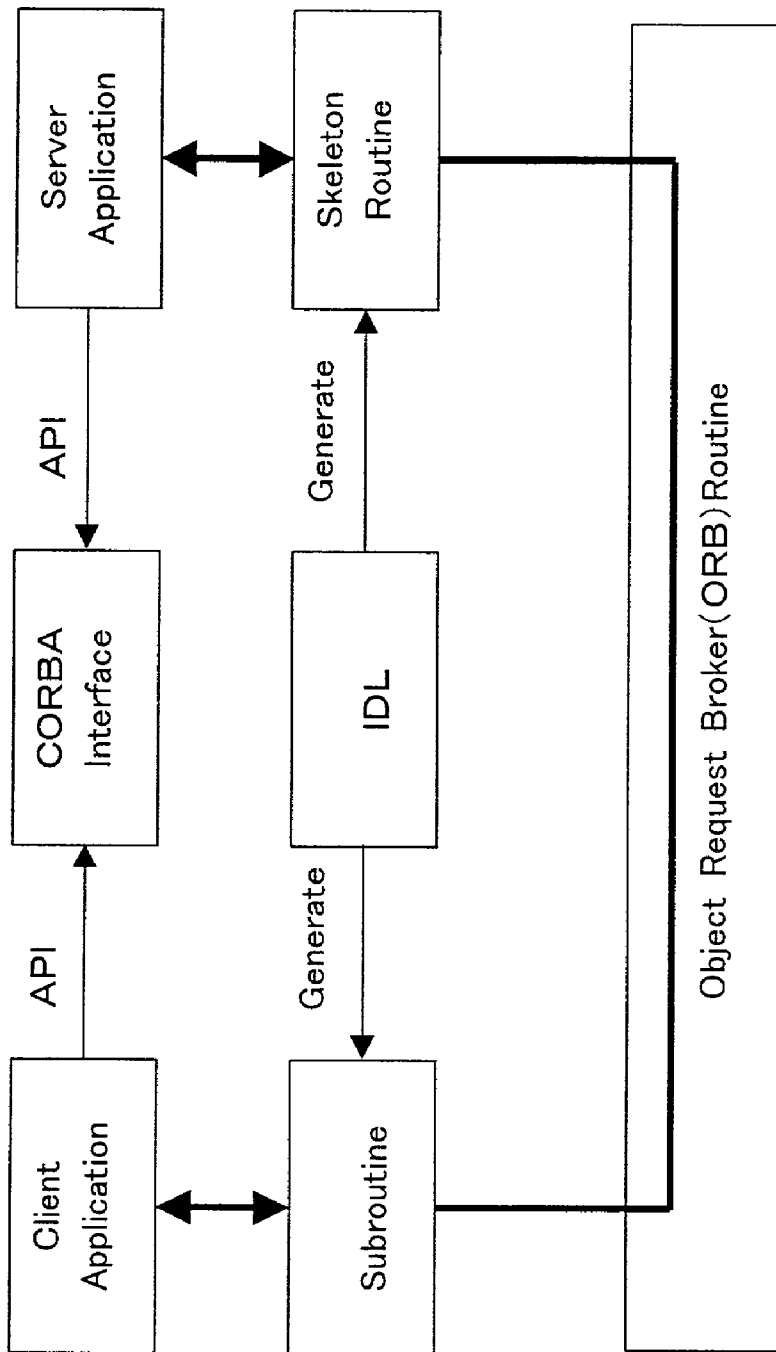 Client
Application
API
CORBA
Interface
API
Server
Application
Subroutine
Generate
IDL
Generate
Skeleton
Routine
Object Request Broker(ORB)Routine